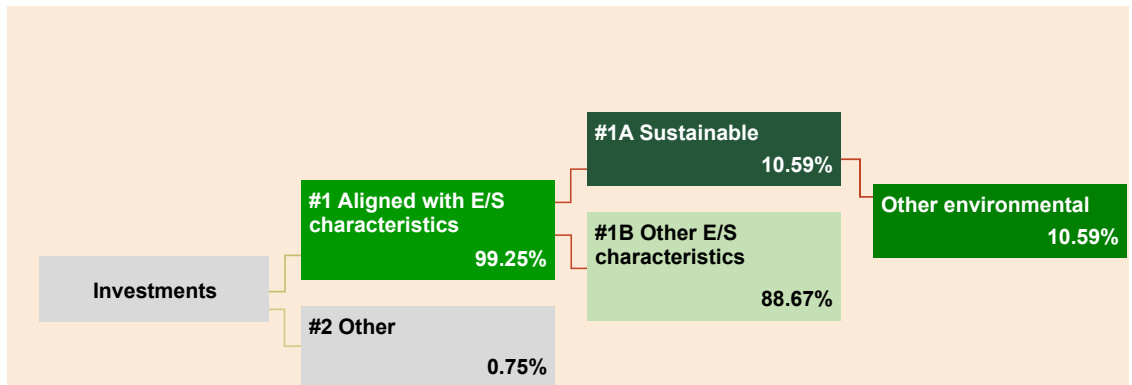 Investments
#1 Aligned with E/S
characteristics
99.25%
#2 Other
0.75%
#1A Sustainable
10.59%
#1B Other E/S
characteristics
88.67%
Other environmental
10.59%